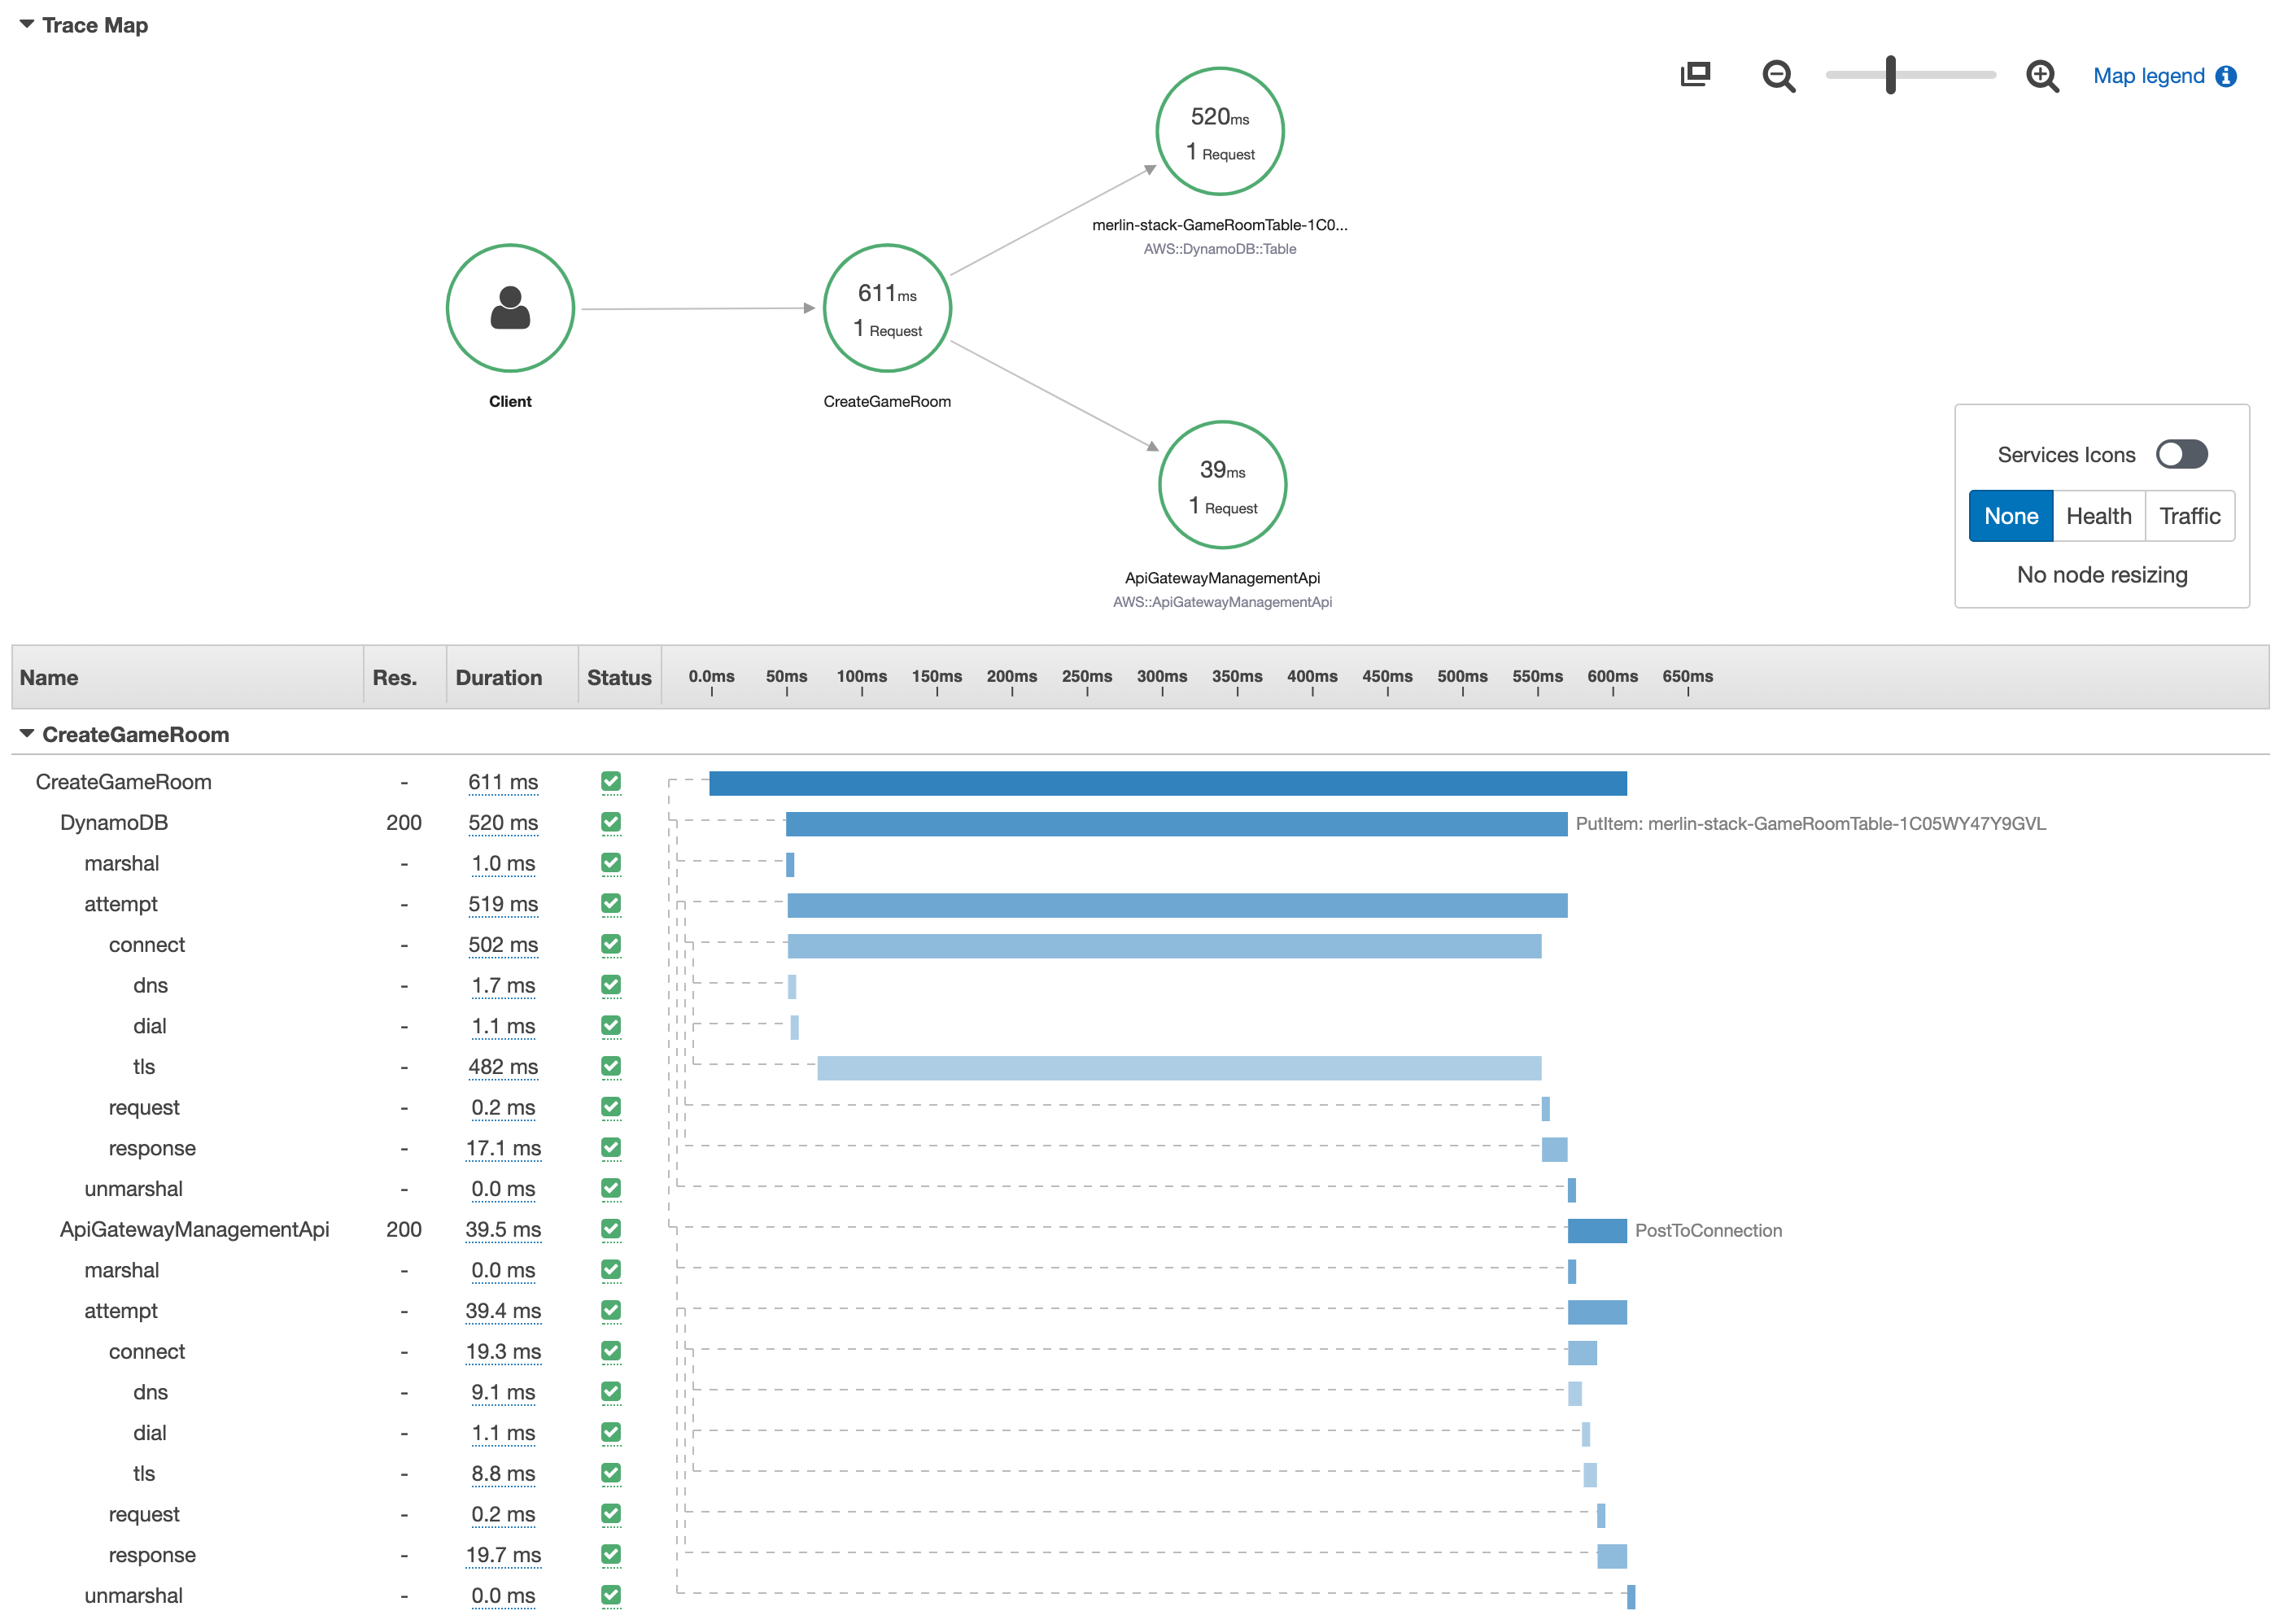 Trace Map
Map legend
520ms
1 Request
merlin-stack-GameRoomTable-1C0...
AWS::DynamoDB::Table
Client
611ms
1 Request
CreateGameRoom
39ms
1 Request
ApiGatewayManagementApi
AWS::ApiGatewayManagementApi
Services Icons
None Health Traffic
No node resizing
Name Res. Duration Status 0.0ms 50ms 100ms 150ms 200ms 250ms 300ms 350ms 400ms 450ms 500ms 550ms 600ms 650ms
CreateGameRoom
CreateGameRoom - 611 ms
DynamoDB 200 520 ms PutItem: merlin-stack-GameRoomTable-1C05WY47Y9GVL
marshal - 1.0 ms
attempt - 519 ms
connect - 502 ms
dns - 1.7 ms
dial - 1.1 ms
tls - 482 ms
request - 0.2 ms
response - 17.1 ms
unmarshal - 0.0 ms
ApiGatewayManagementApi 200 39.5 ms PostToConnection
marshal - 0.0 ms
attempt - 39.4 ms
connect - 19.3 ms
dns - 9.1 ms
dial - 1.1 ms
tls - 8.8 ms
request - 0.2 ms
response - 19.7 ms
unmarshal - 0.0 ms